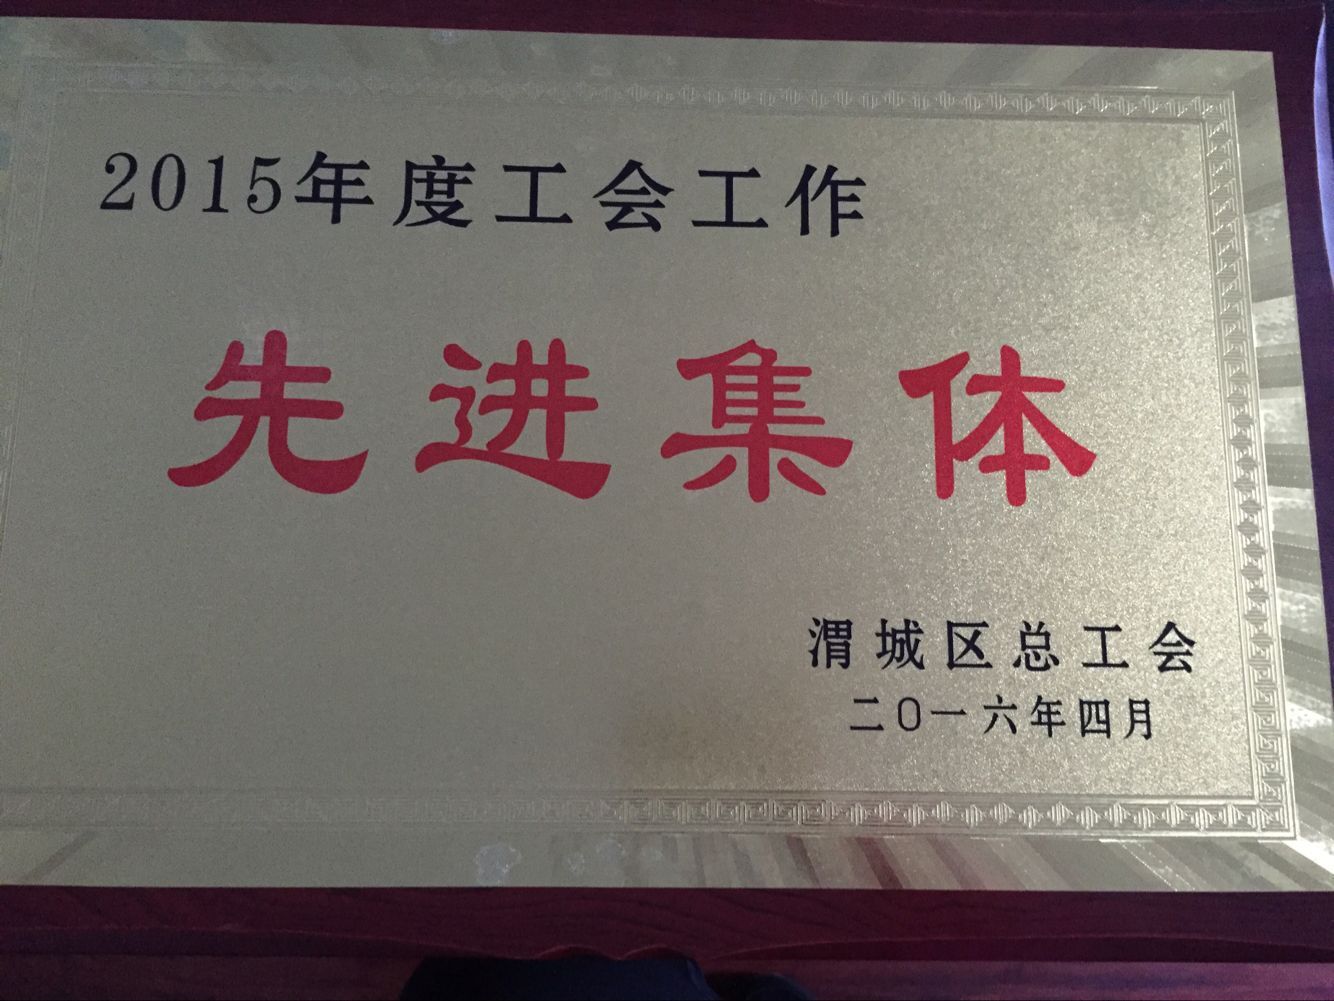 2015年度工会工作
先进集体
渭城区总工会
二〇一六年四月